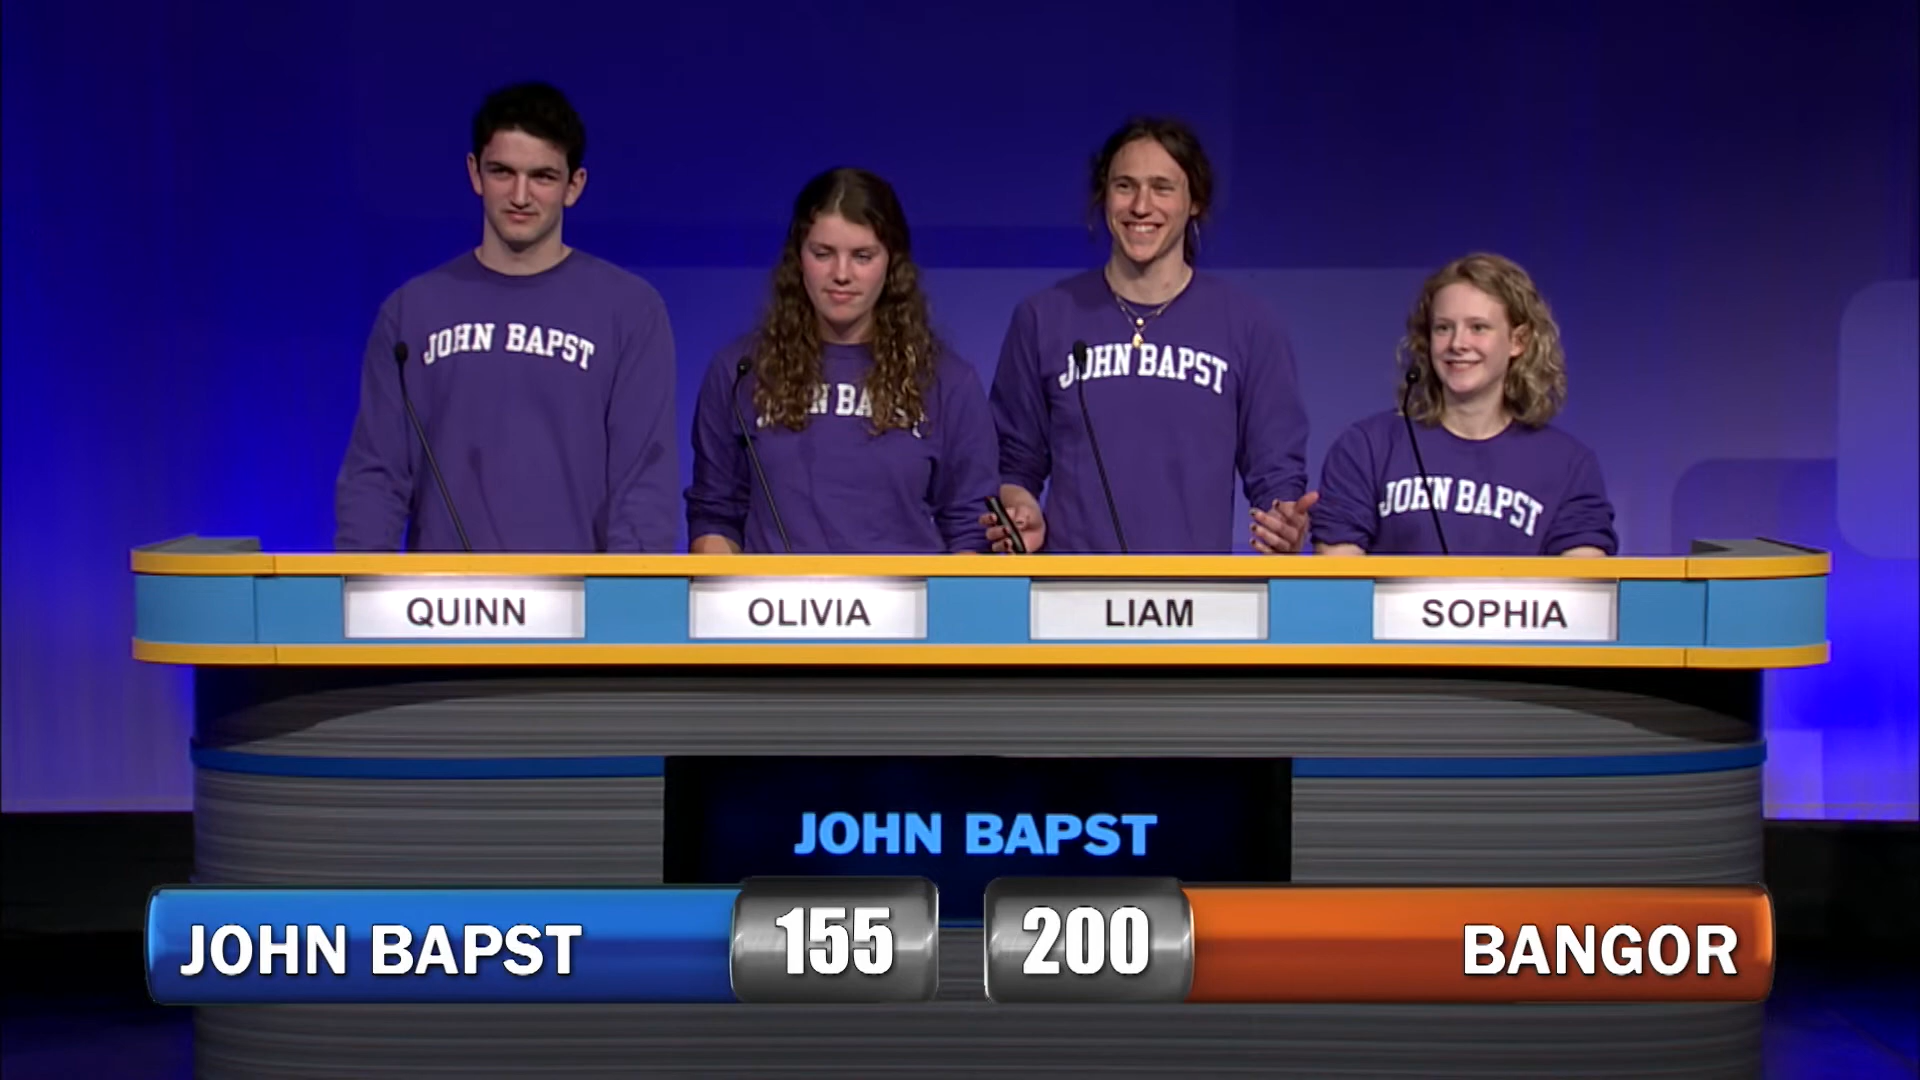 JOHN BAPST
JOHN BAPST
JOHN BAPST
QUINN
OLIVIA
LIAM
SOPHIA
JOHN BAPST
JOHN BAPST
155
200
BANGOR